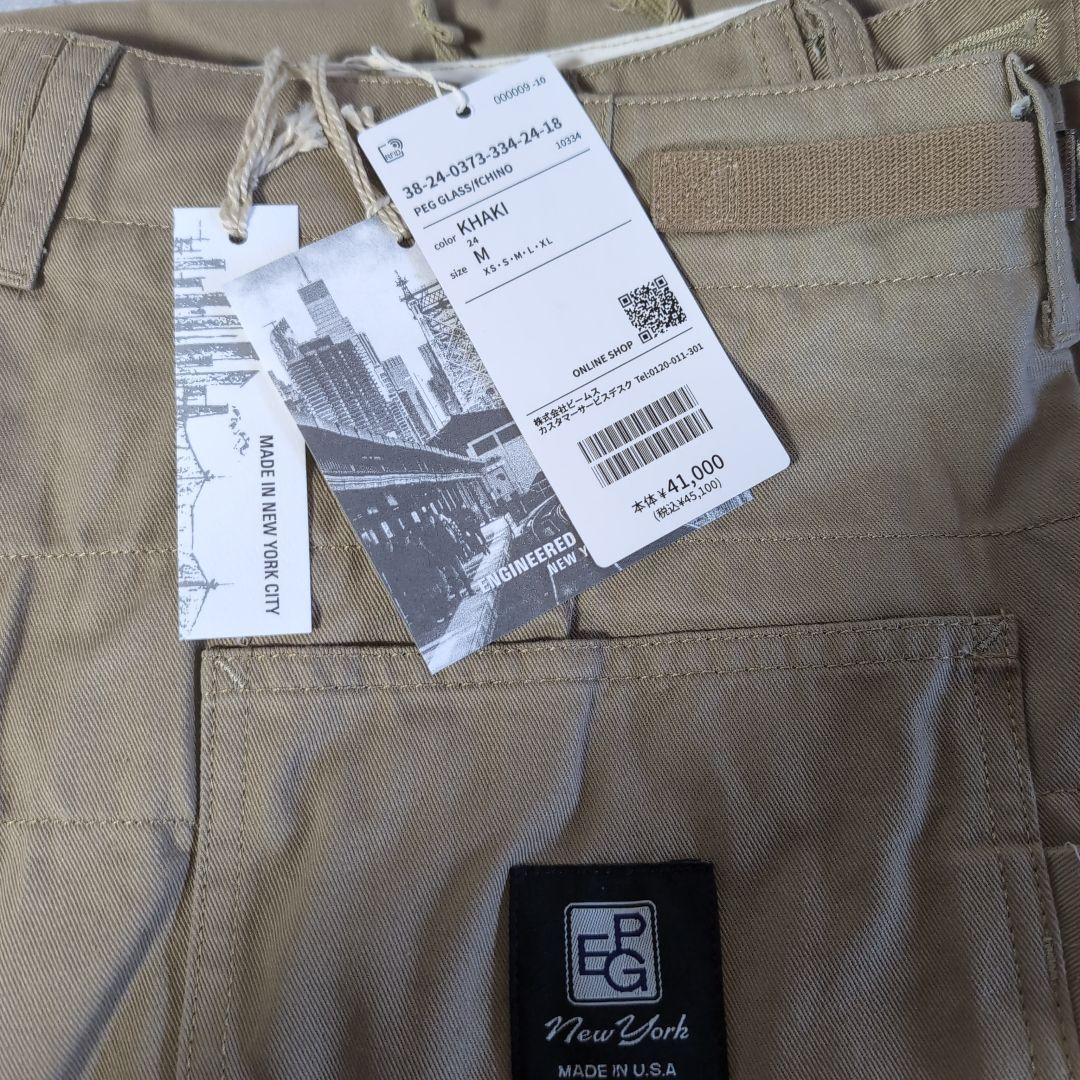 000009 -10
RFID
38-24-0373-334-24-18
PEG GLASS/fCHINO 10334
color KHAKI
24
size M
XS・S・M・L・XL
ONLINE SHOP
株式会社ビームス
カスタマーサービスデスク Tel:0120-011-301
本体 ¥41,000
(税込¥45,100)
MADE IN NEW YORK CITY
ENGINEERED
NEW Y
EPG
New York
MADE IN U.S.A